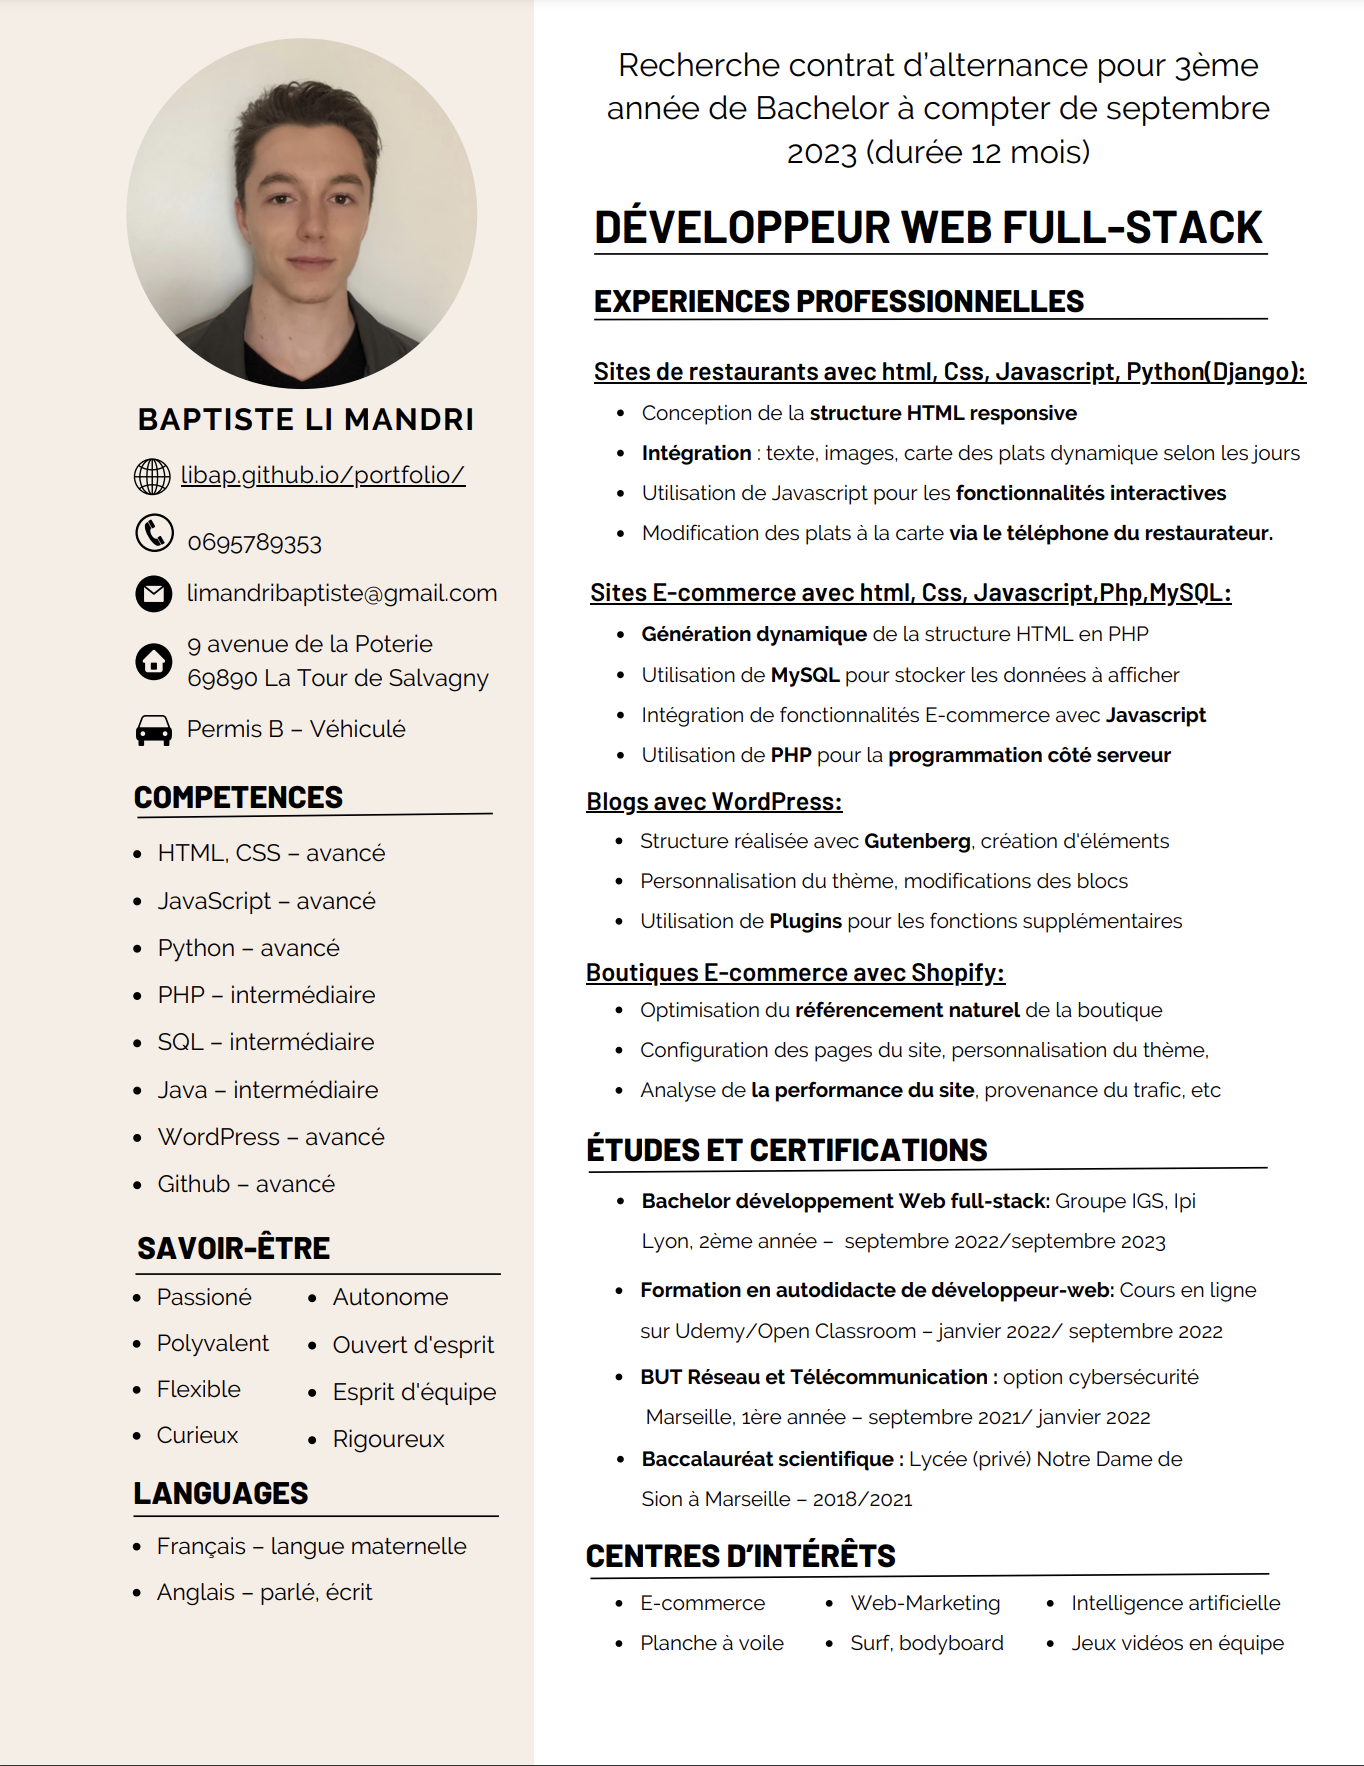 BAPTISTE LI MANDRI
libap.github.io/portfolio/
0695789353
limandribaptiste@gmail.com
9 avenue de la Poterie
69890 La Tour de Salvagny
Permis B – Véhiculé
COMPETENCES
• HTML, CSS – avancé
• JavaScript – avancé
• Python – avancé
• PHP – intermédiaire
• SQL – intermédiaire
• Java – intermédiaire
• WordPress – avancé
• Github – avancé
SAVOIR-ÊTRE
• Passioné
• Polyvalent
• Flexible
• Curieux
• Autonome
• Ouvert d'esprit
• Esprit d'équipe
• Rigoureux
LANGUAGES
• Français – langue maternelle
• Anglais – parlé, écrit
Recherche contrat d’alternance pour 3ème
année de Bachelor à compter de septembre
2023 (durée 12 mois)
DÉVELOPPEUR WEB FULL-STACK
EXPERIENCES PROFESSIONNELLES
Sites de restaurants avec html, Css, Javascript, Python(Django):
• Conception de la structure HTML responsive
• Intégration : texte, images, carte des plats dynamique selon les jours
• Utilisation de Javascript pour les fonctionnalités interactives
• Modification des plats à la carte via le téléphone du restaurateur.
Sites E-commerce avec html, Css, Javascript,Php,MySQL:
• Génération dynamique de la structure HTML en PHP
• Utilisation de MySQL pour stocker les données à afficher
• Intégration de fonctionnalités E-commerce avec Javascript
• Utilisation de PHP pour la programmation côté serveur
Blogs avec WordPress:
• Structure réalisée avec Gutenberg, création d'éléments
• Personnalisation du thème, modifications des blocs
• Utilisation de Plugins pour les fonctions supplémentaires
Boutiques E-commerce avec Shopify:
• Optimisation du référencement naturel de la boutique
• Configuration des pages du site, personnalisation du thème,
• Analyse de la performance du site, provenance du trafic, etc
ÉTUDES ET CERTIFICATIONS
• Bachelor développement Web full-stack: Groupe IGS, Ipi
Lyon, 2ème année – septembre 2022/septembre 2023
• Formation en autodidacte de développeur-web: Cours en ligne
sur Udemy/Open Classroom – janvier 2022/ septembre 2022
• BUT Réseau et Télécommunication : option cybersécurité
Marseille, 1ère année – septembre 2021/ janvier 2022
• Baccalauréat scientifique : Lycée (privé) Notre Dame de
Sion à Marseille – 2018/2021
CENTRES D’INTÉRÊTS
• E-commerce • Web-Marketing • Intelligence artificielle
• Planche à voile • Surf, bodyboard • Jeux vidéos en équipe